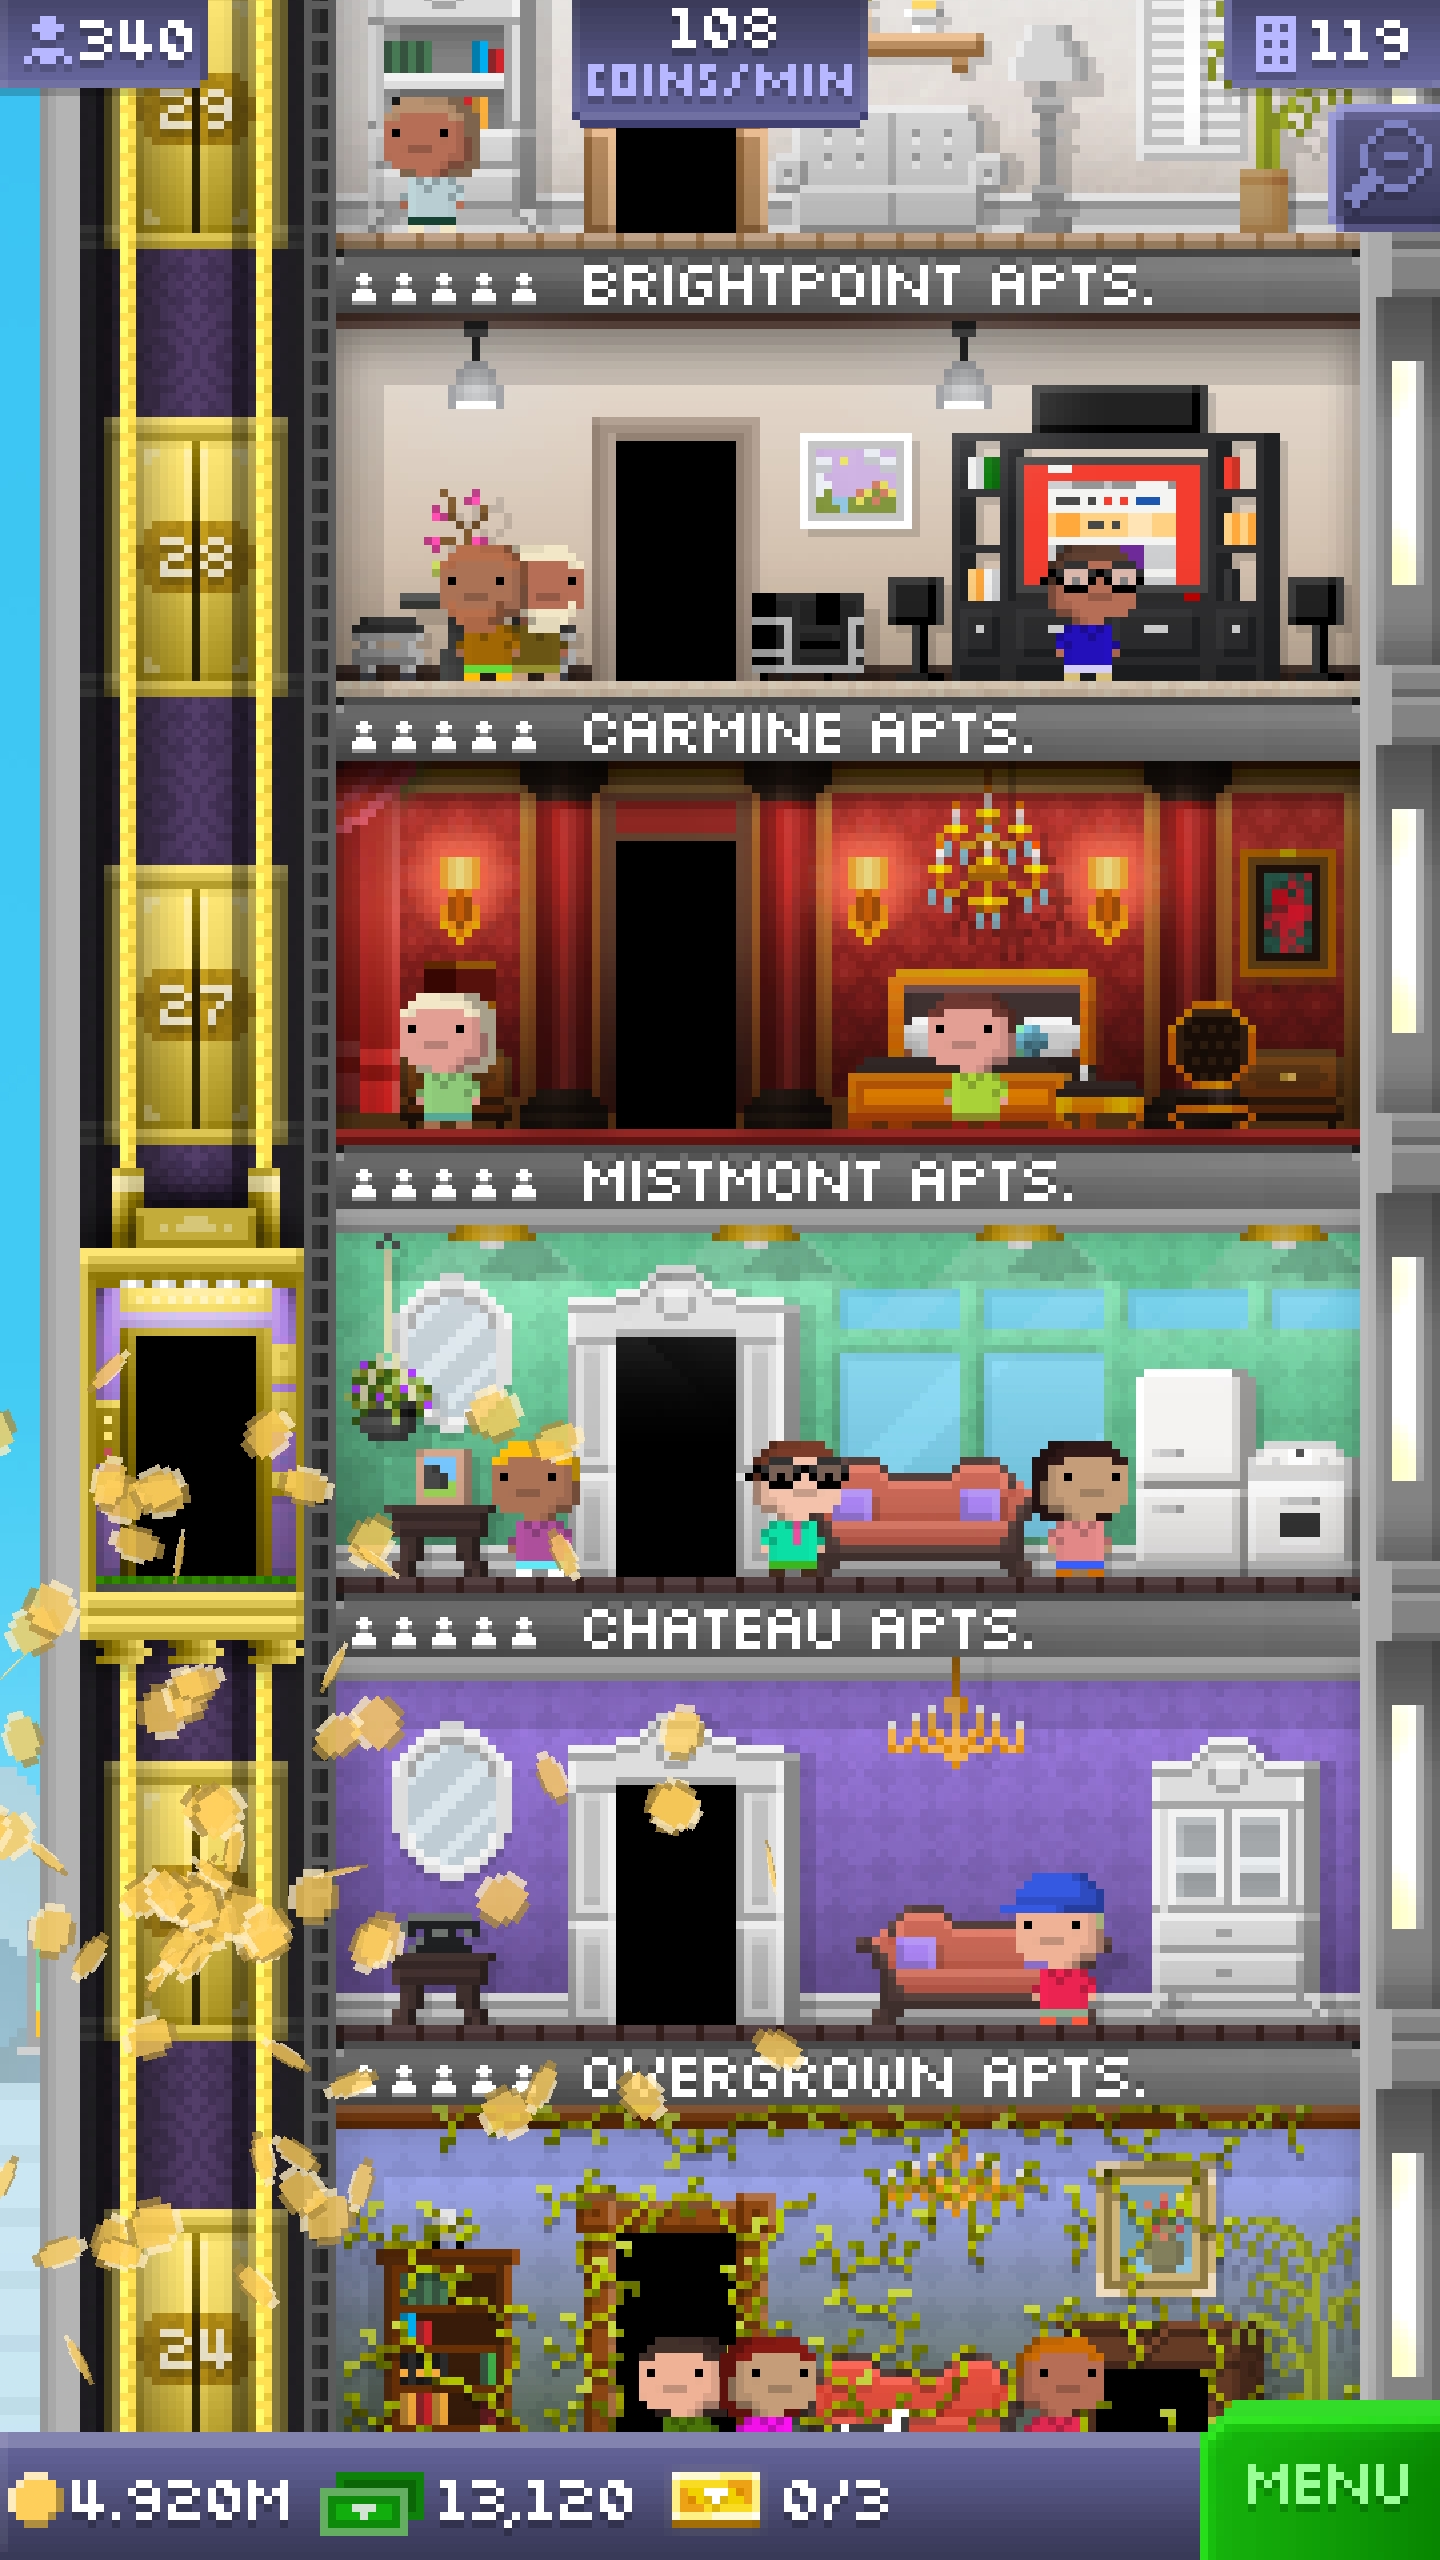 340
108
COINS/MIN
119
29
BRIGHTPOINT APTS.
28
CARMINE APTS.
27
MISTMONT APTS.
CHATEAU APTS.
OVERGROWN APTS.
24
4.920M
13,120
0/3
MENU